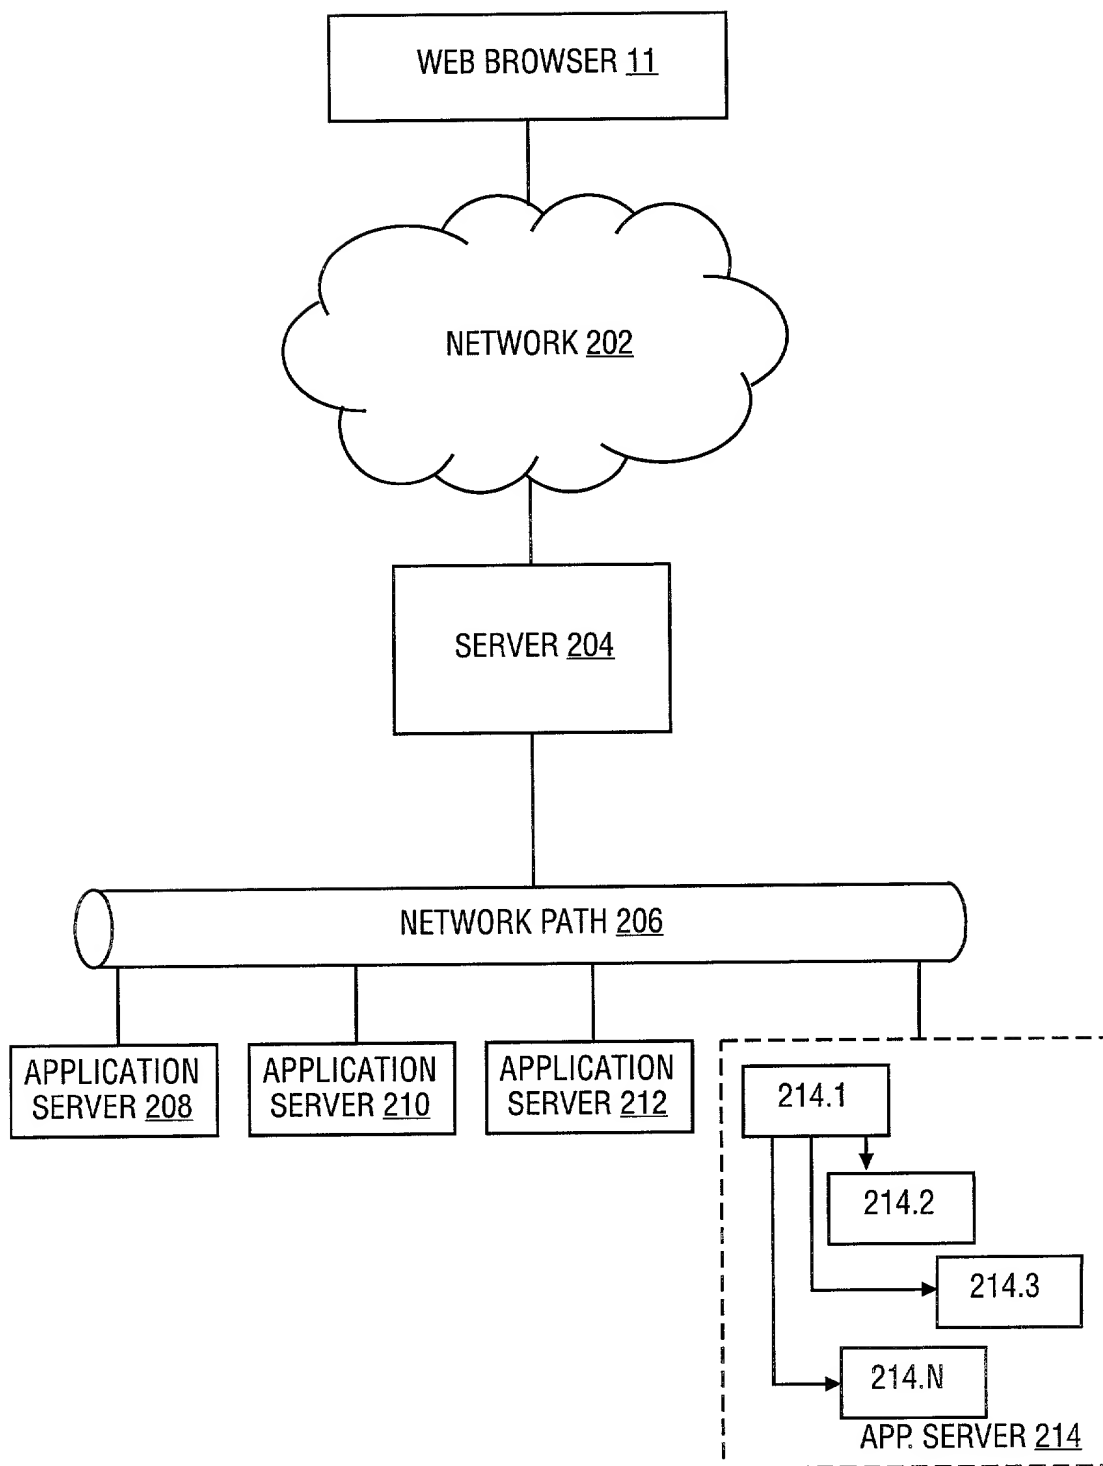 WEB BROWSER 11
NETWORK 202
SERVER 204
NETWORK PATH 206
APPLICATION
SERVER 208
APPLICATION
SERVER 210
APPLICATION
SERVER 212
214.1
214.2
214.3
214.N
APP. SERVER 214